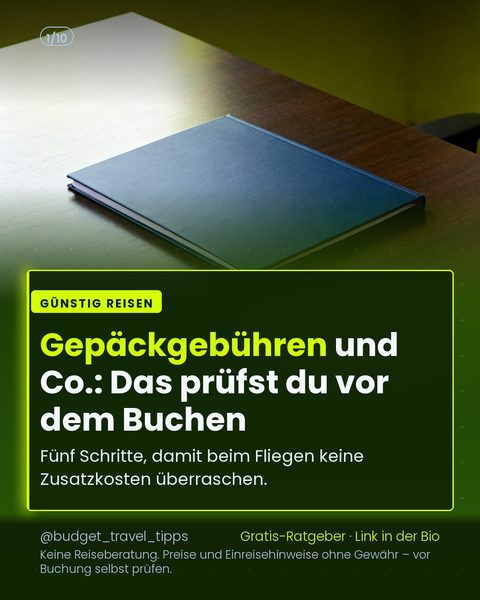 1/10
GÜNSTIG REISEN
Gepäckgebühren und
Co.: Das prüfst du vor
dem Buchen
Fünf Schritte, damit beim Fliegen keine
Zusatzkosten überraschen.
@budget_travel_tipps Gratis-Ratgeber · Link in der Bio
Keine Reiseberatung. Preise und Einreisehinweise ohne Gewähr – vor
Buchung selbst prüfen.